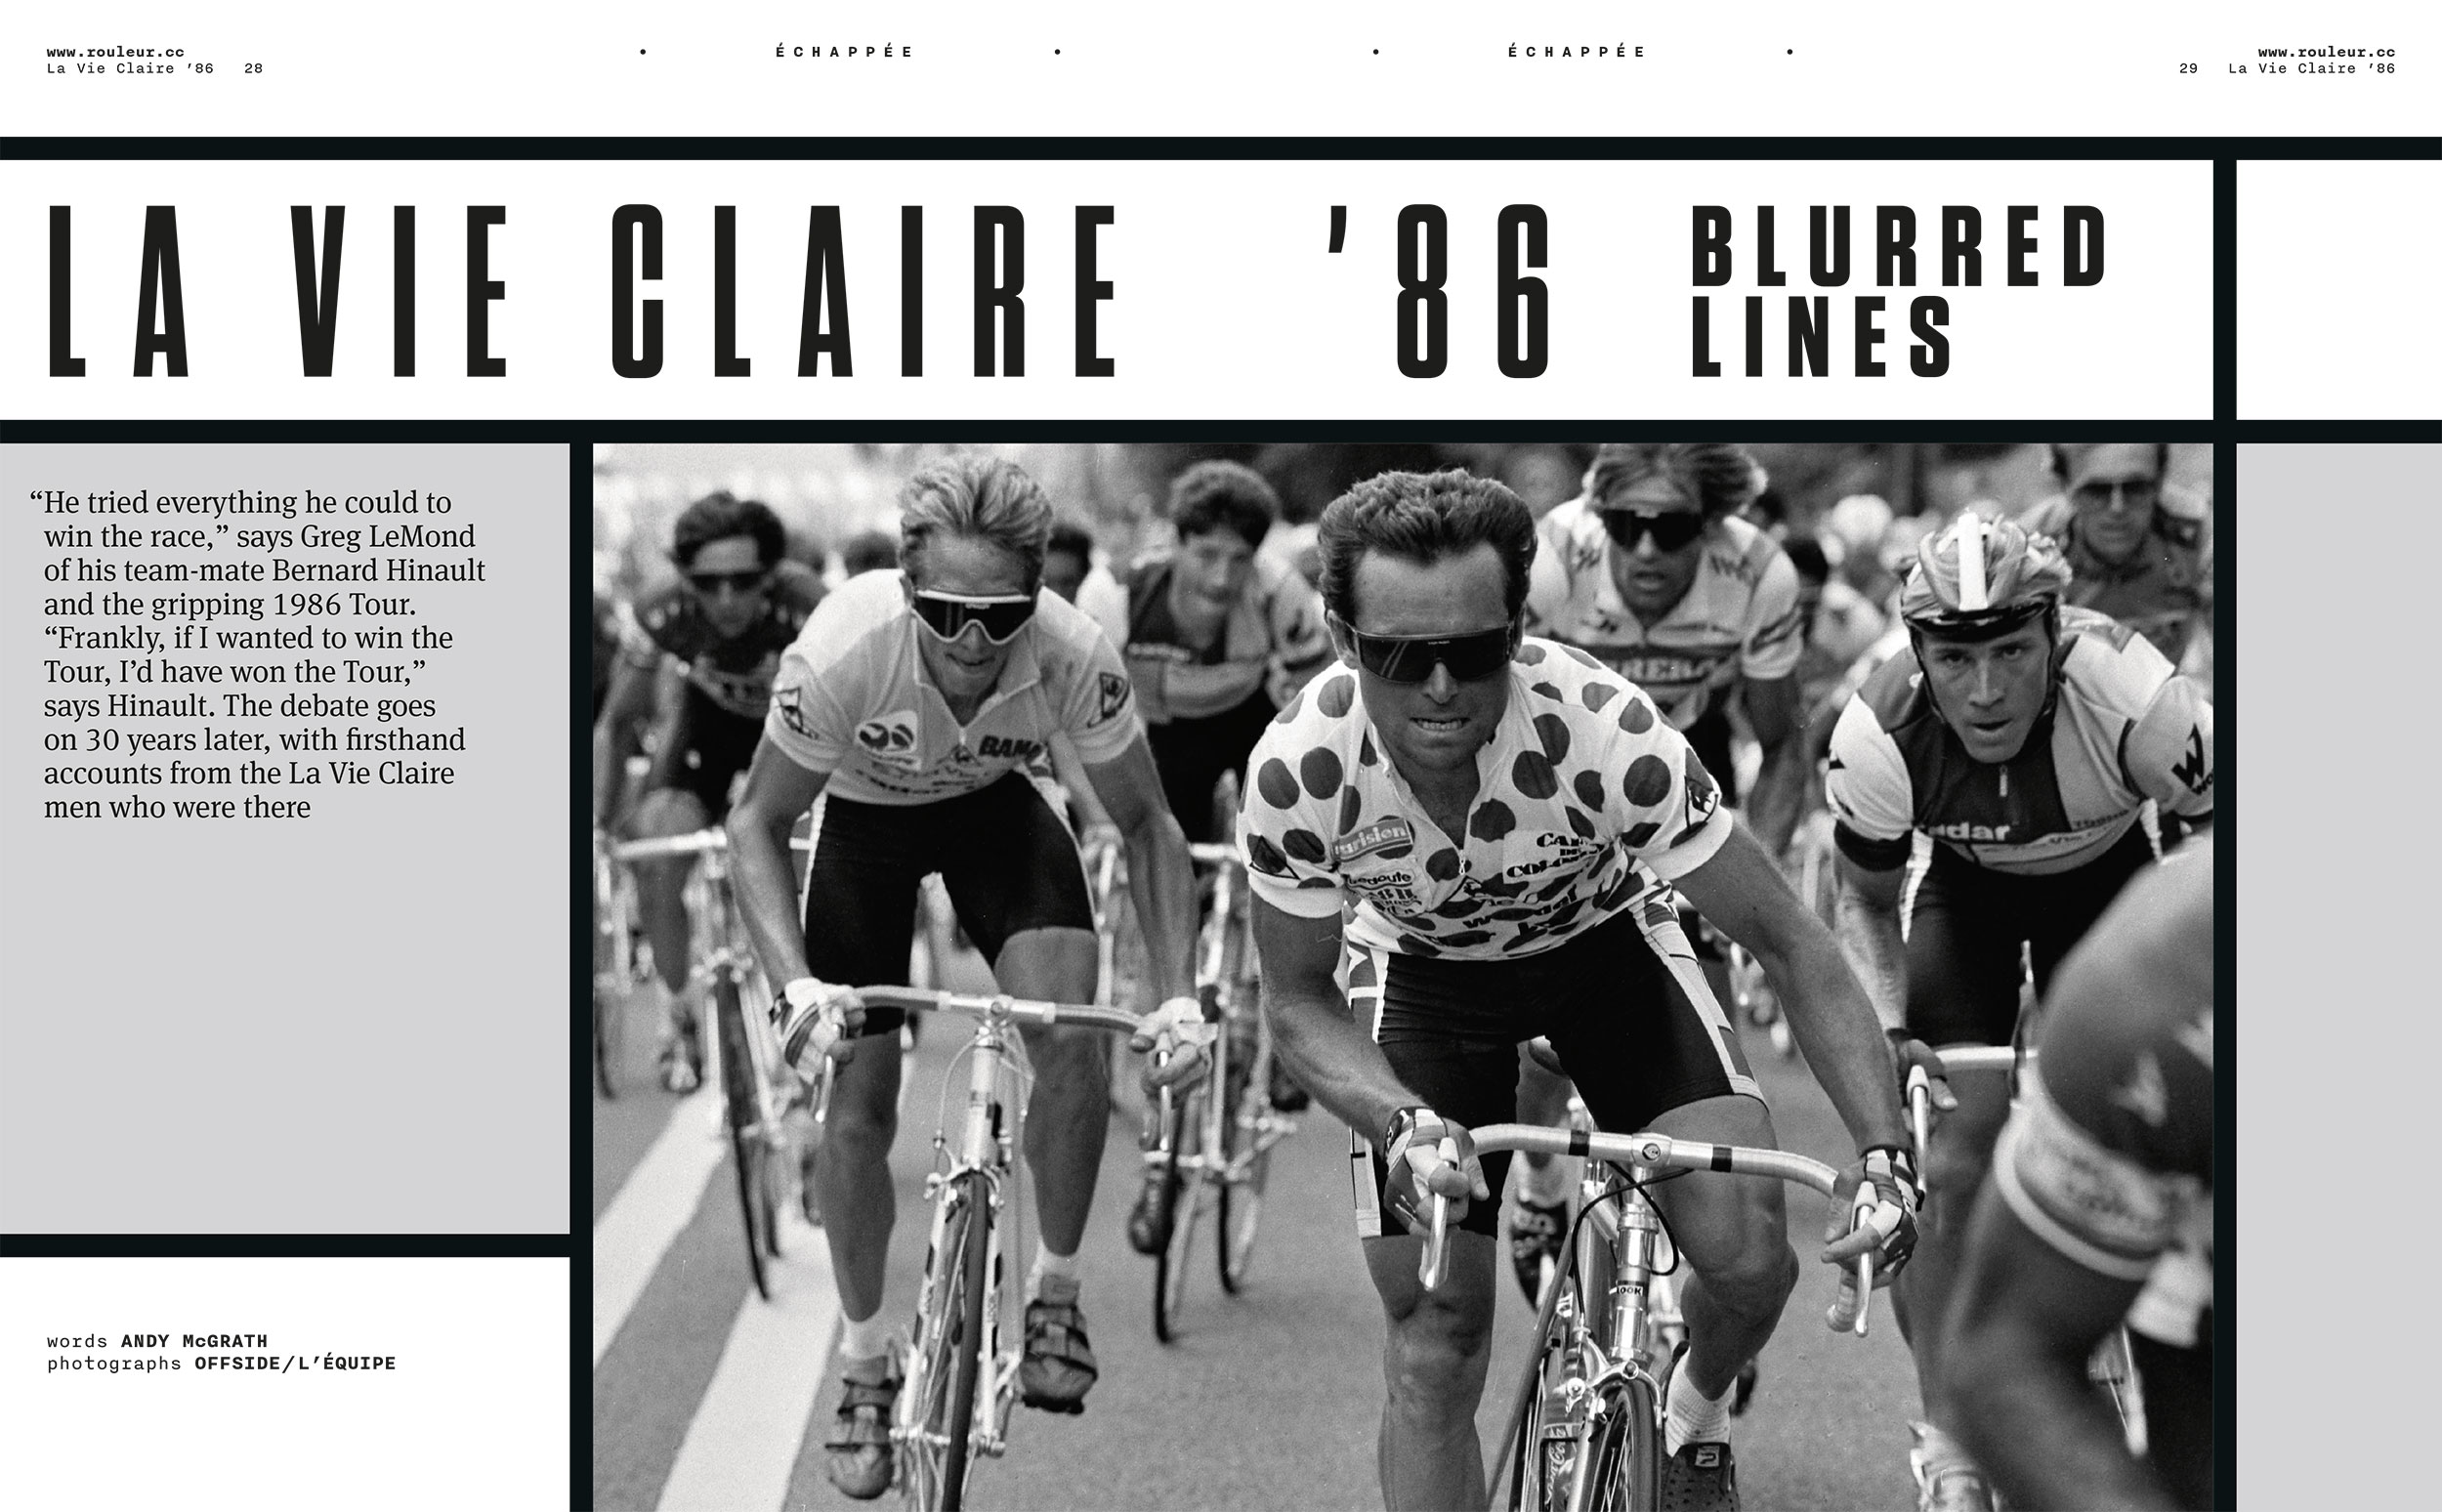 www.rouleur.cc
La Vie Claire ’86 28
• ÉCHAPPÉE •
• ÉCHAPPÉE •
www.rouleur.cc
29 La Vie Claire ’86
LA VIE CLAIRE ’86
BLURRED
LINES
“He tried everything he could to
win the race,” says Greg LeMond
of his team-mate Bernard Hinault
and the gripping 1986 Tour.
“Frankly, if I wanted to win the
Tour, I’d have won the Tour,”
says Hinault. The debate goes
on 30 years later, with firsthand
accounts from the La Vie Claire
men who were there
words ANDY McGRATH
photographs OFFSIDE/L’ÉQUIPE
LOOK